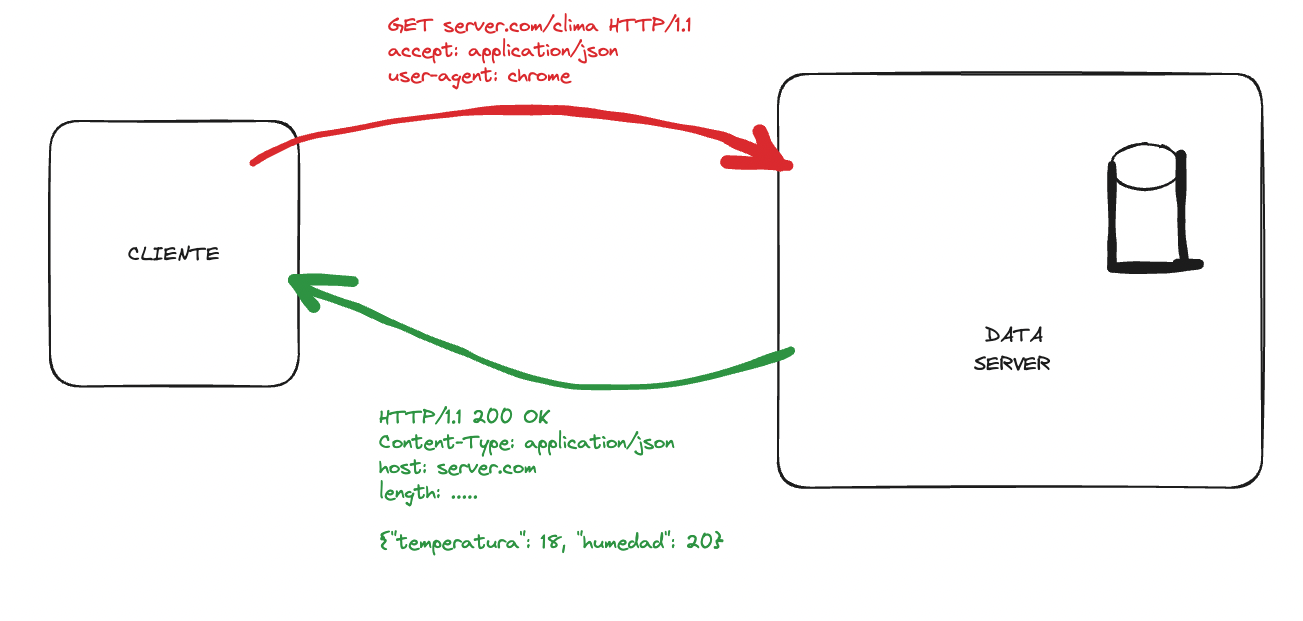 GET server.com/clima HTTP/1.1
accept: application/json
user-agent: chrome
CLIENTE
DATA
SERVER
HTTP/1.1 200 OK
Content-Type: application/json
host: server.com
length: .....
{"temperatura": 18, "humedad": 20}